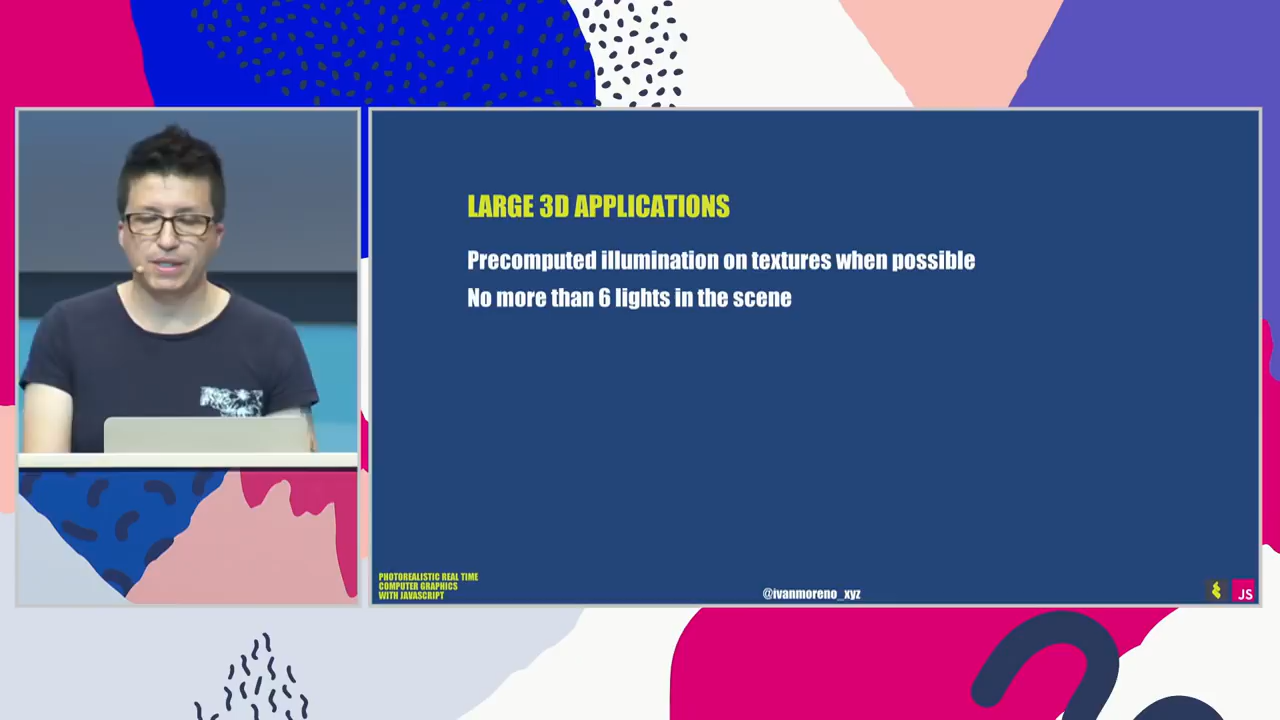 LARGE 3D APPLICATIONS
Precomputed illumination on textures when possible
No more than 6 lights in the scene
PHOTOREALISTIC REAL TIME
COMPUTER GRAPHICS
WITH JAVASCRIPT
@ivanmoreno_xyz
JS